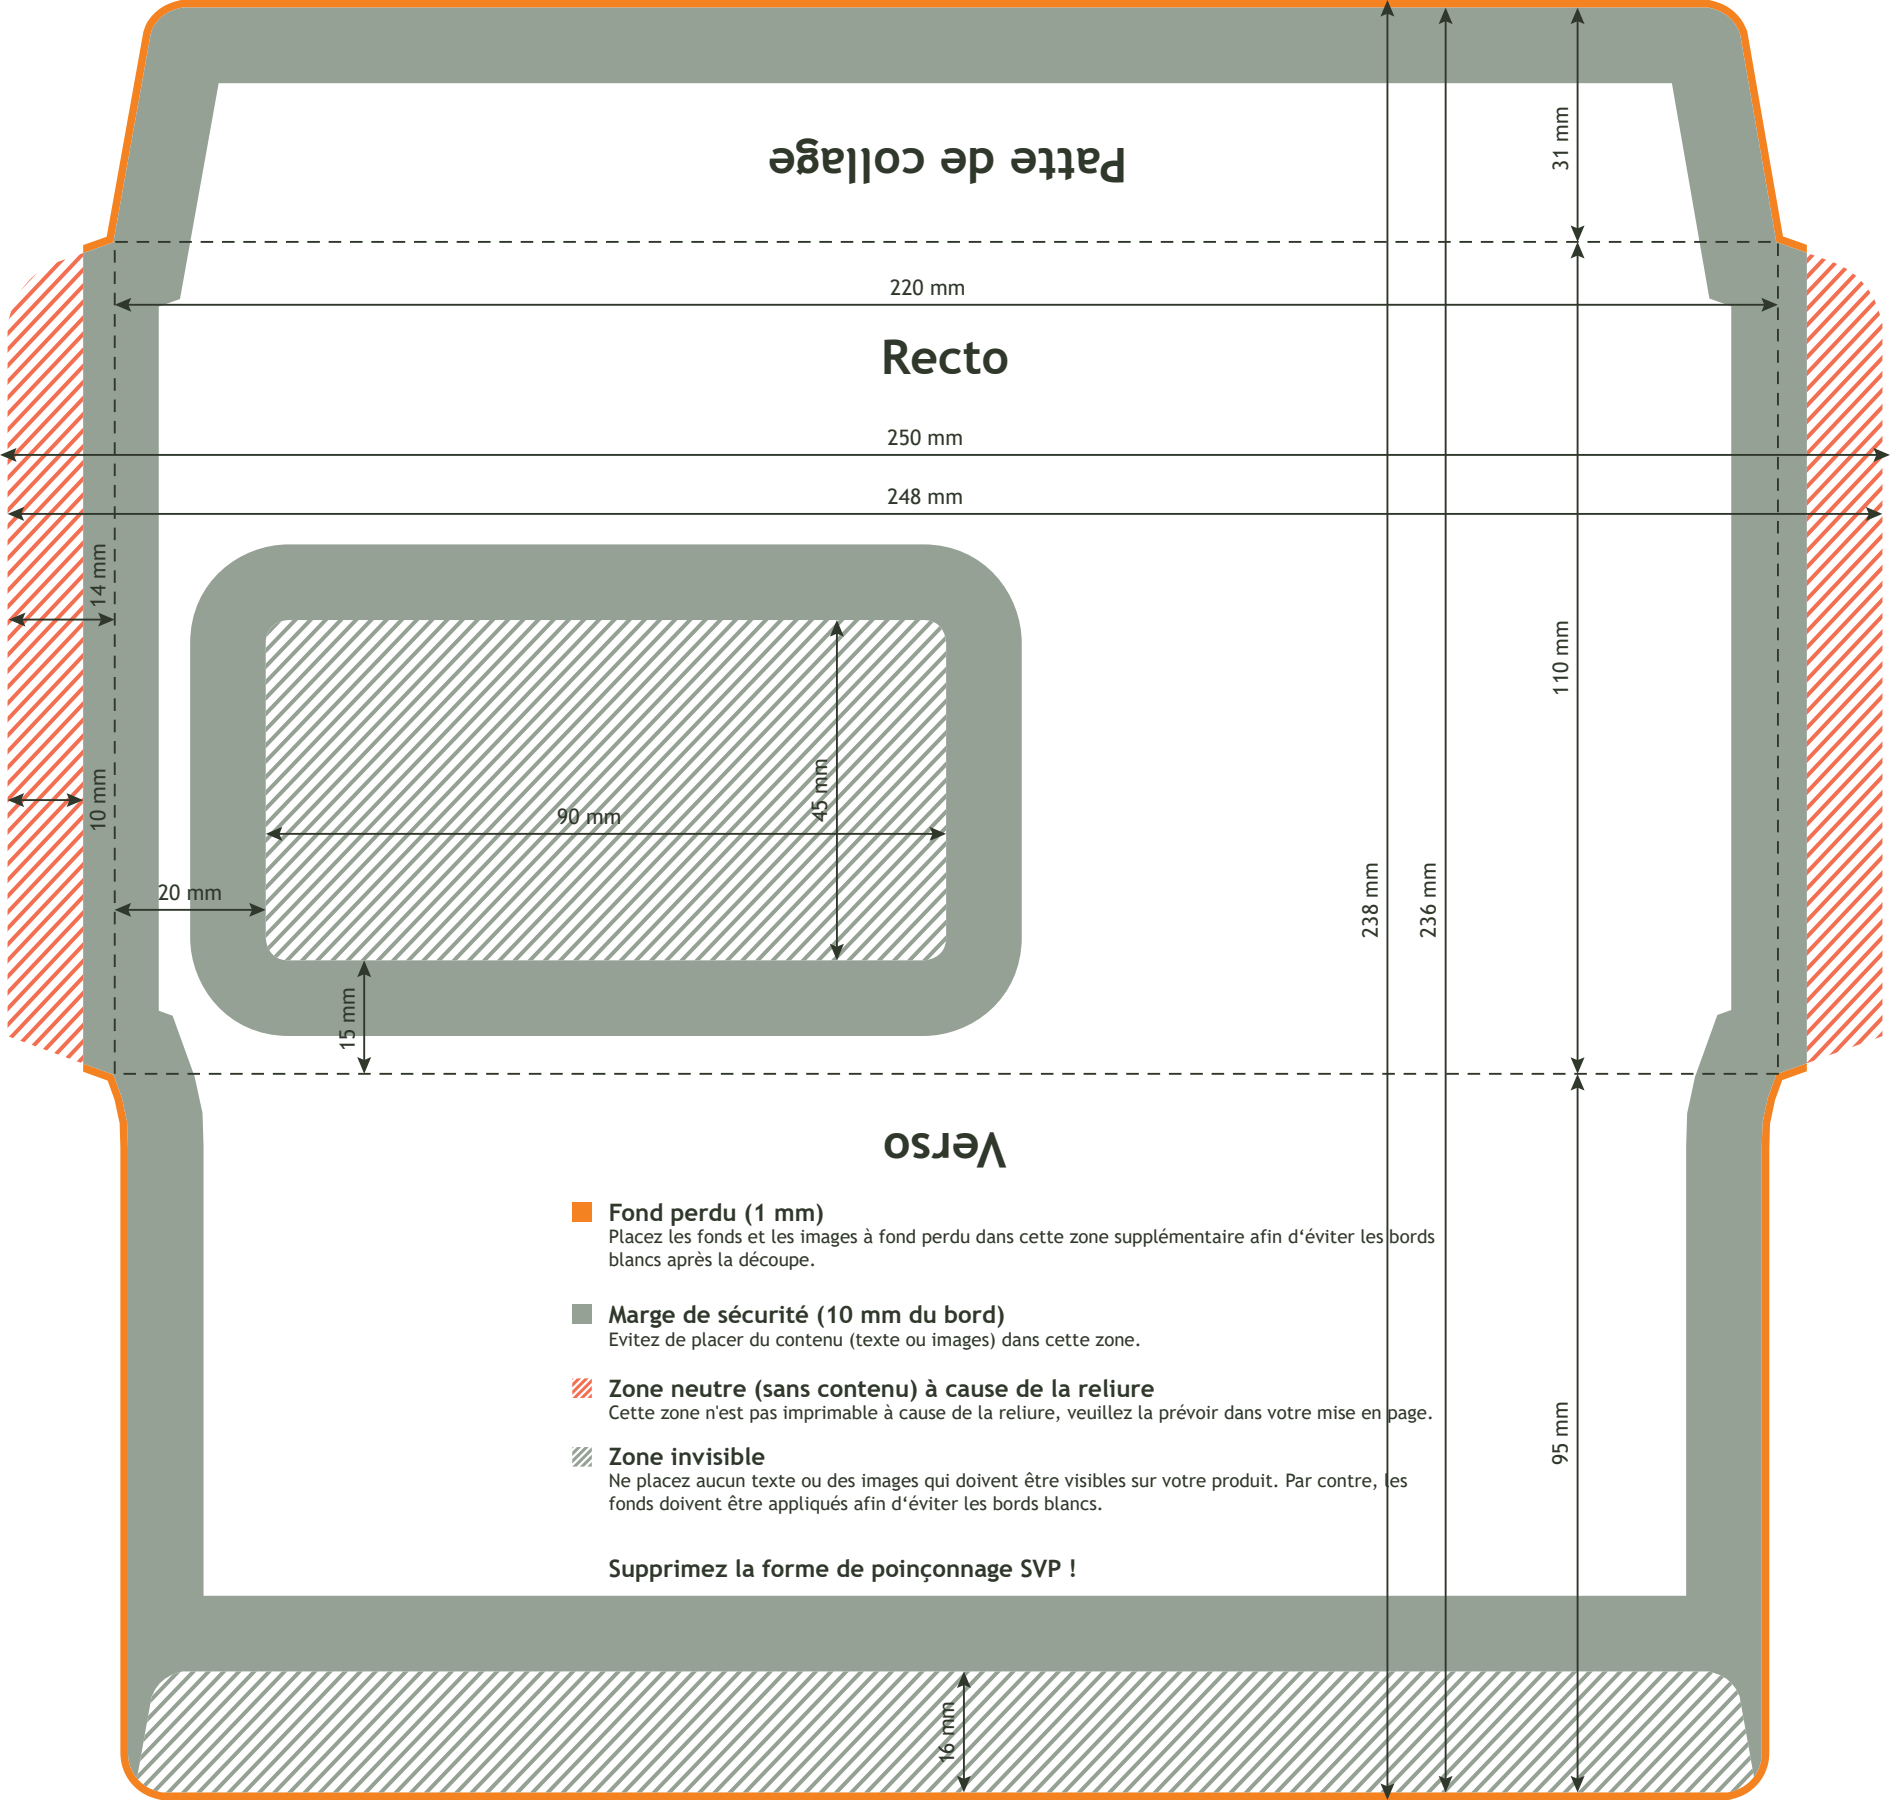 Patte de collage
31 mm
220 mm
Recto
250 mm
248 mm
14 mm
110 mm
10 mm
90 mm
45 mm
20 mm
238 mm
236 mm
15 mm
Verso
Fond perdu (1 mm)
Placez les fonds et les images à fond perdu dans cette zone supplémentaire afin d‘éviter les bords
blancs après la découpe.
Marge de sécurité (10 mm du bord)
Evitez de placer du contenu (texte ou images) dans cette zone.
Zone neutre (sans contenu) à cause de la reliure
Cette zone n'est pas imprimable à cause de la reliure, veuillez la prévoir dans votre mise en page.
95 mm
Zone invisible
Ne placez aucun texte ou des images qui doivent être visibles sur votre produit. Par contre, les
fonds doivent être appliqués afin d‘éviter les bords blancs.
Supprimez la forme de poinçonnage SVP !
16 mm